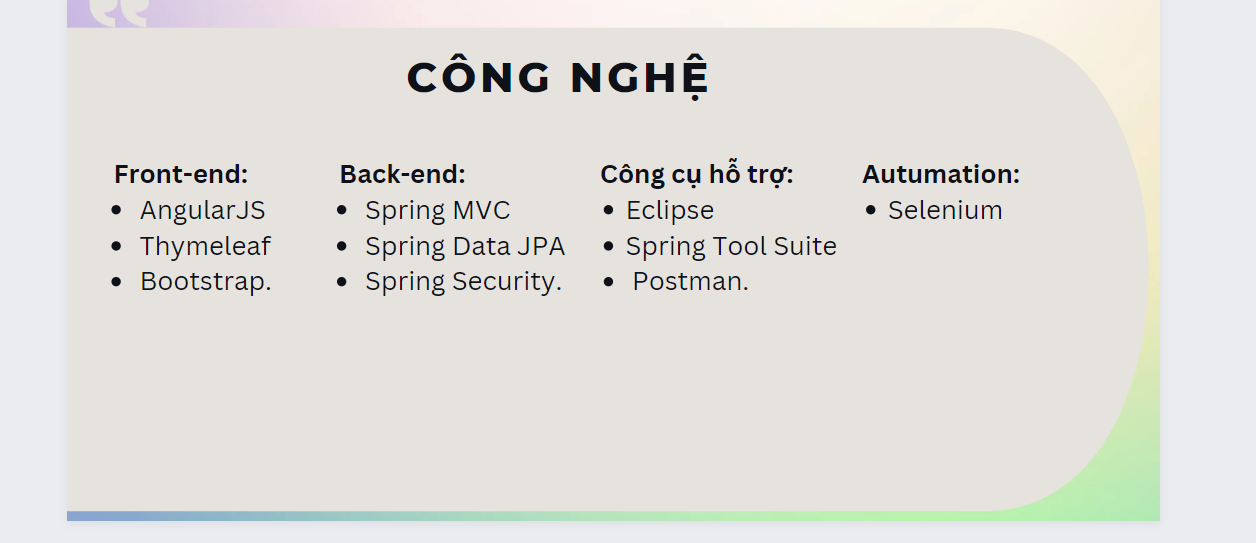 CÔNG NGHỆ
Front-end:
• AngularJS
• Thymeleaf
• Bootstrap.
Back-end:
• Spring MVC
• Spring Data JPA
• Spring Security.
Công cụ hỗ trợ:
• Eclipse
• Spring Tool Suite
• Postman.
Autumation:
• Selenium